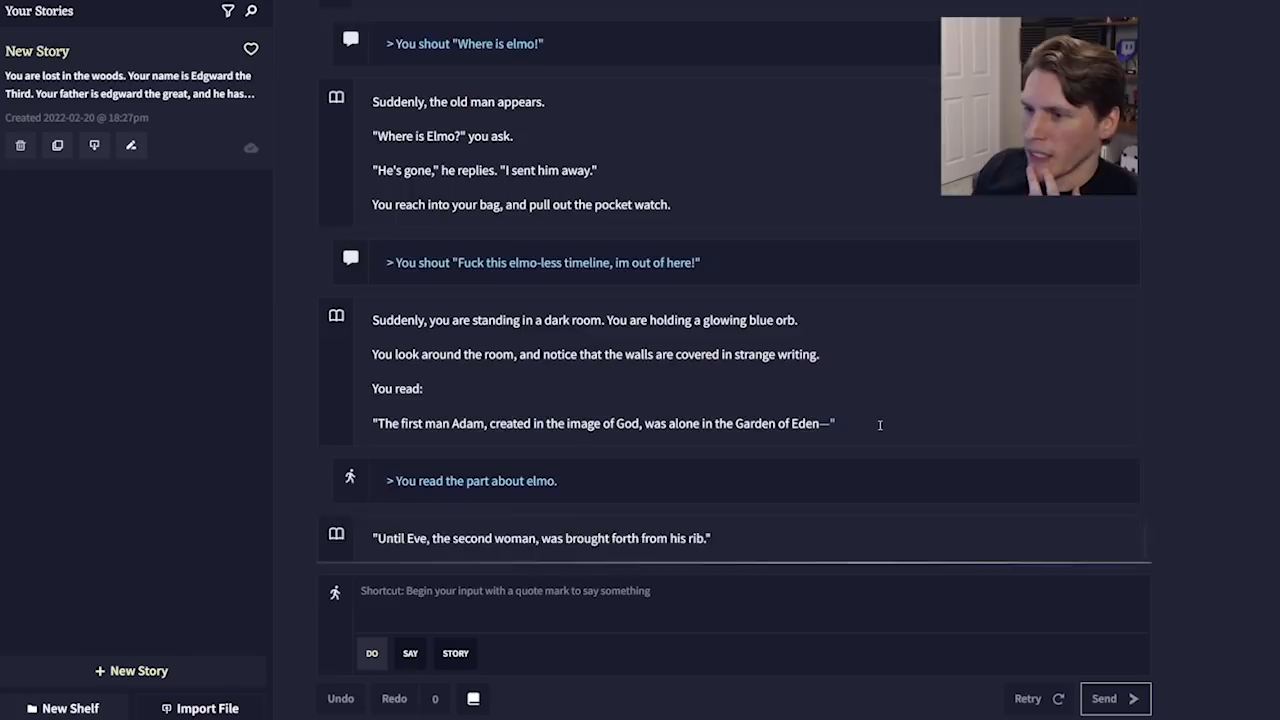 Your Stories
New Story
You are lost in the woods. Your name is Edgward the
Third. Your father is edgward the great, and he has...
Created 2022-02-20 @ 18:27pm
+ New Story
New Shelf
Import File
> You shout "Where is elmo!"
Suddenly, the old man appears.
"Where is Elmo?" you ask.
"He's gone," he replies. "I sent him away."
You reach into your bag, and pull out the pocket watch.
> You shout "Fuck this elmo-less timeline, im out of here!"
Suddenly, you are standing in a dark room. You are holding a glowing blue orb.
You look around the room, and notice that the walls are covered in strange writing.
You read:
"The first man Adam, created in the image of God, was alone in the Garden of Eden—"
> You read the part about elmo.
"Until Eve, the second woman, was brought forth from his rib."
Shortcut: Begin your input with a quote mark to say something
DO SAY STORY
Undo Redo 0 Retry Send